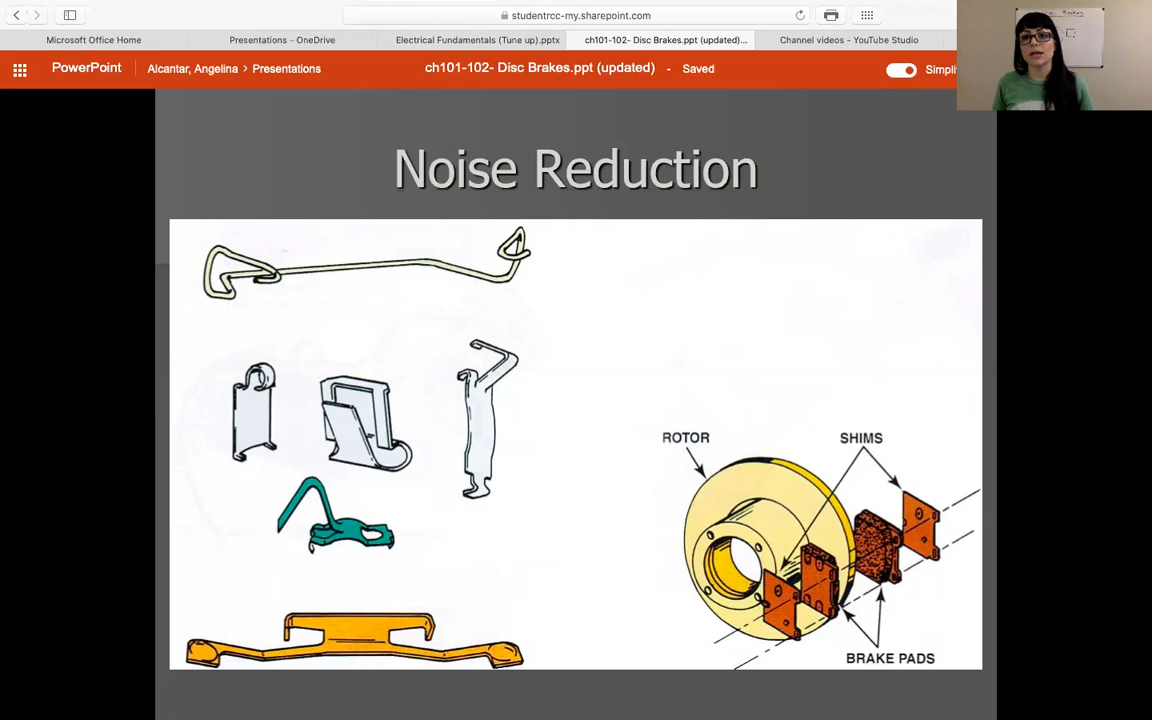 studentrcc-my.sharepoint.com
Microsoft Office Home
Presentations - OneDrive
Electrical Fundamentals (Tune up).pptx
ch101-102- Disc Brakes.ppt (updated)...
Channel videos - YouTube Studio
PowerPoint
Alcantar, Angelina > Presentations
ch101-102- Disc Brakes.ppt (updated) - Saved
Simpli
Noise Reduction
ROTOR
SHIMS
BRAKE PADS